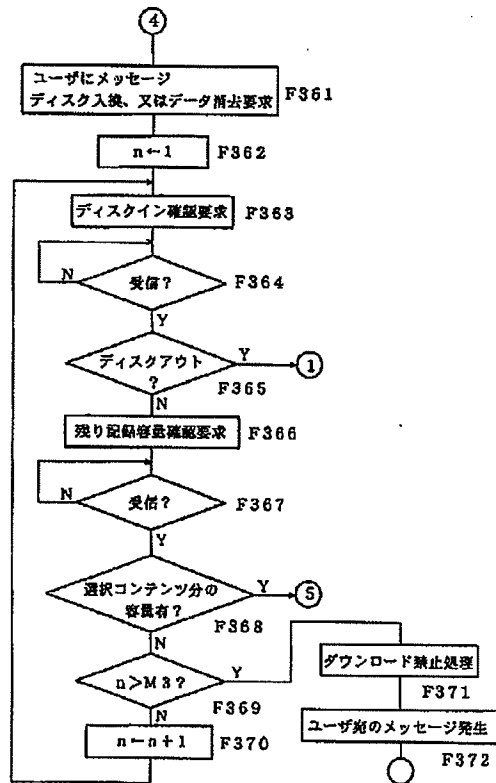 ④
ユーザにメッセージ
ディスク入換、又はデータ消去要求
F361
n←1
F362
ディスクイン確認要求
F363
受信?
F364
N
Y
ディスクアウト
?
F365
Y
①
N
残り記録容量確認要求
F366
受信?
F367
N
Y
選択コンテンツ分の
容量有?
F368
Y
⑤
N
n>M3?
F369
Y
N
n←n+1
F370
ダウンロード禁止処理
F371
ユーザ宛のメッセージ発生
F372